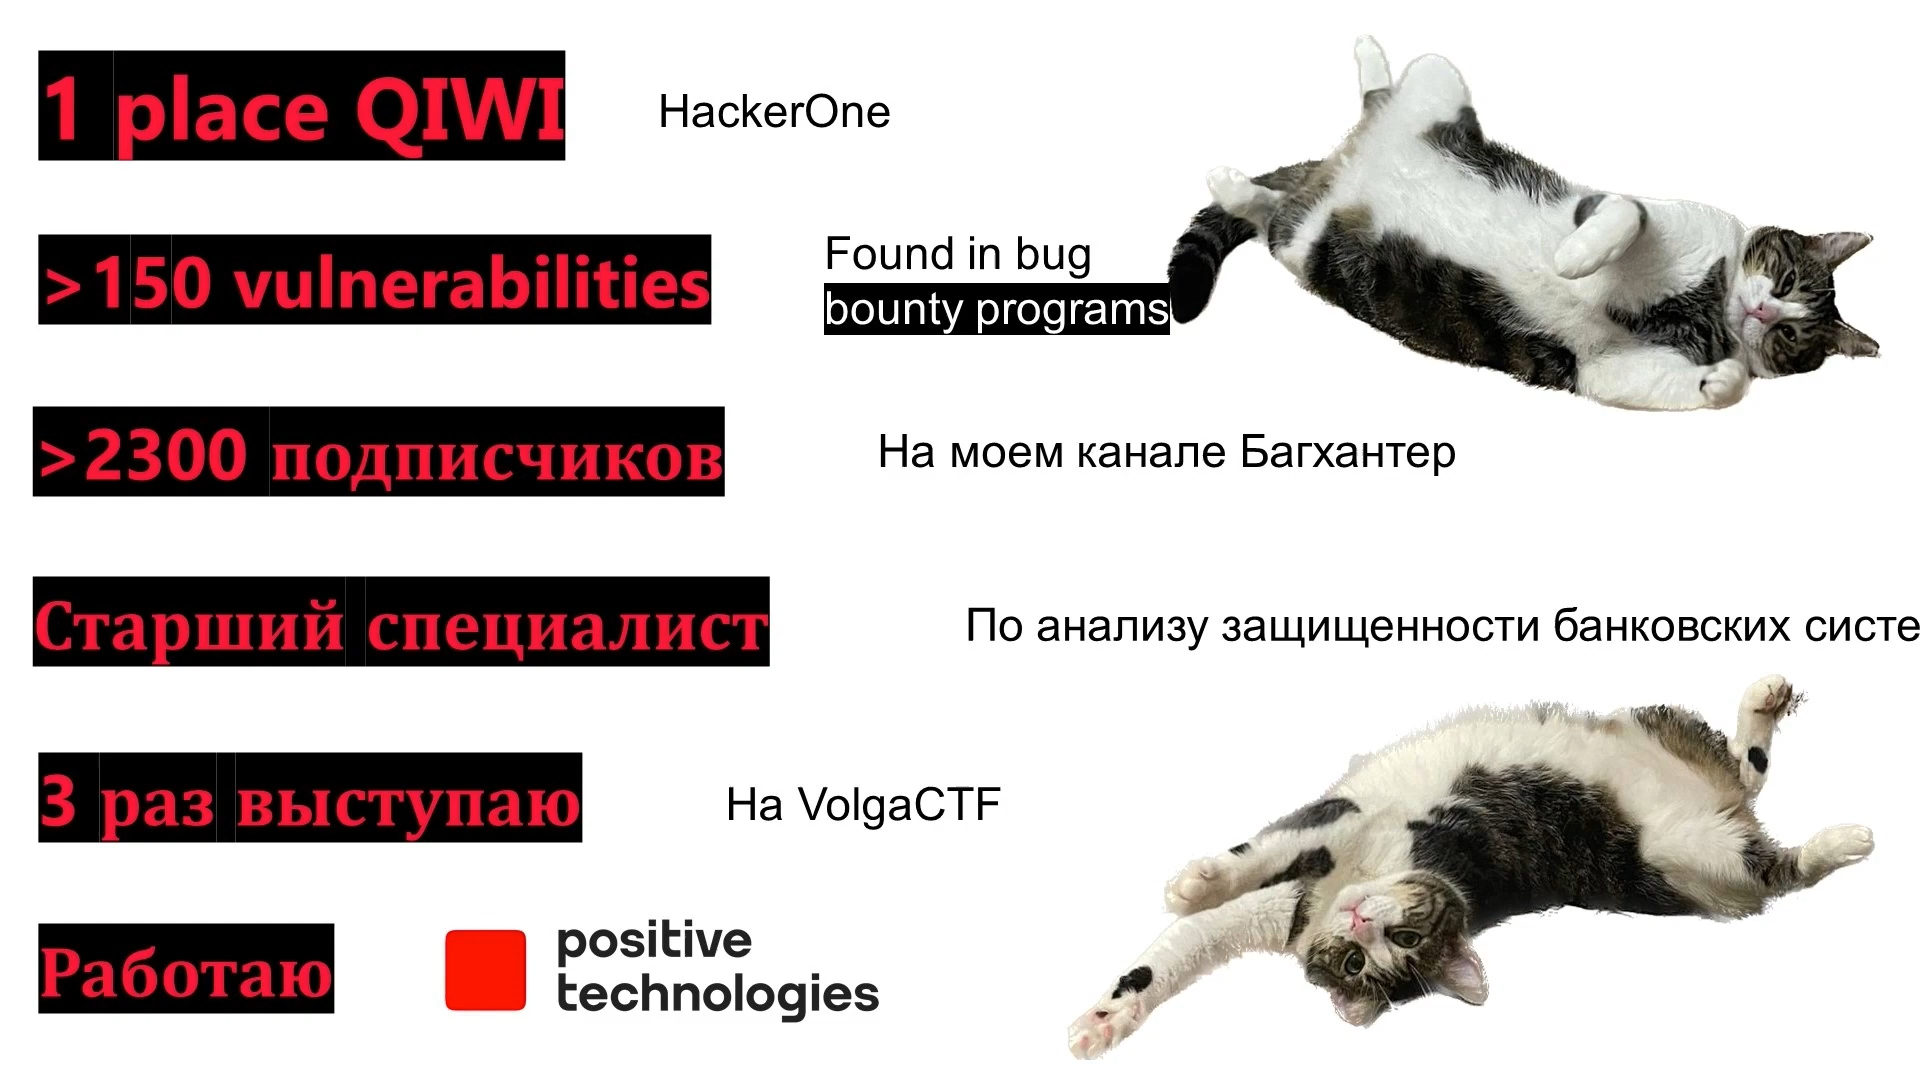 1 place QIWI
HackerOne
>150 vulnerabilities
Found in bug
bounty programs
>2300 подписчиков
На моем канале Багхантер
Старший специалист
По анализу защищенности банковских систе
3 раз выступаю
На VolgaCTF
Работаю
positive
technologies